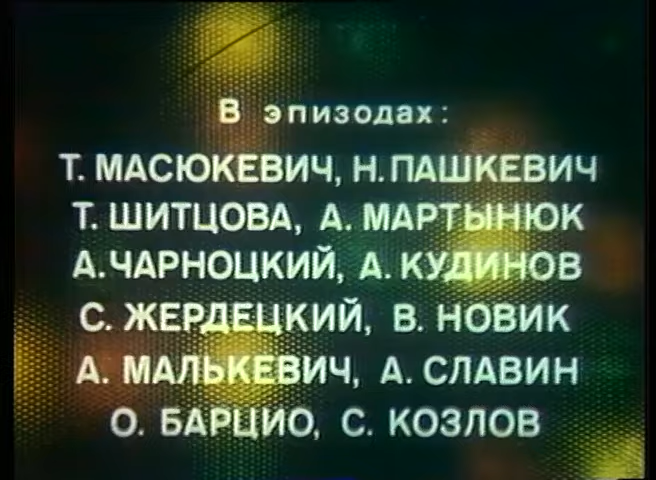 В эпизодах:
Т. МАСЮКЕВИЧ, Н. ПАШКЕВИЧ
Т. ШИТЦОВА, А. МАРТЫНЮК
А. ЧАРНОЦКИЙ, А. КУДИНОВ
С. ЖЕРДЕЦКИЙ, В. НОВИК
А. МАЛЬКЕВИЧ, А. СЛАВИН
О. БАРЦИО, С. КОЗЛОВ